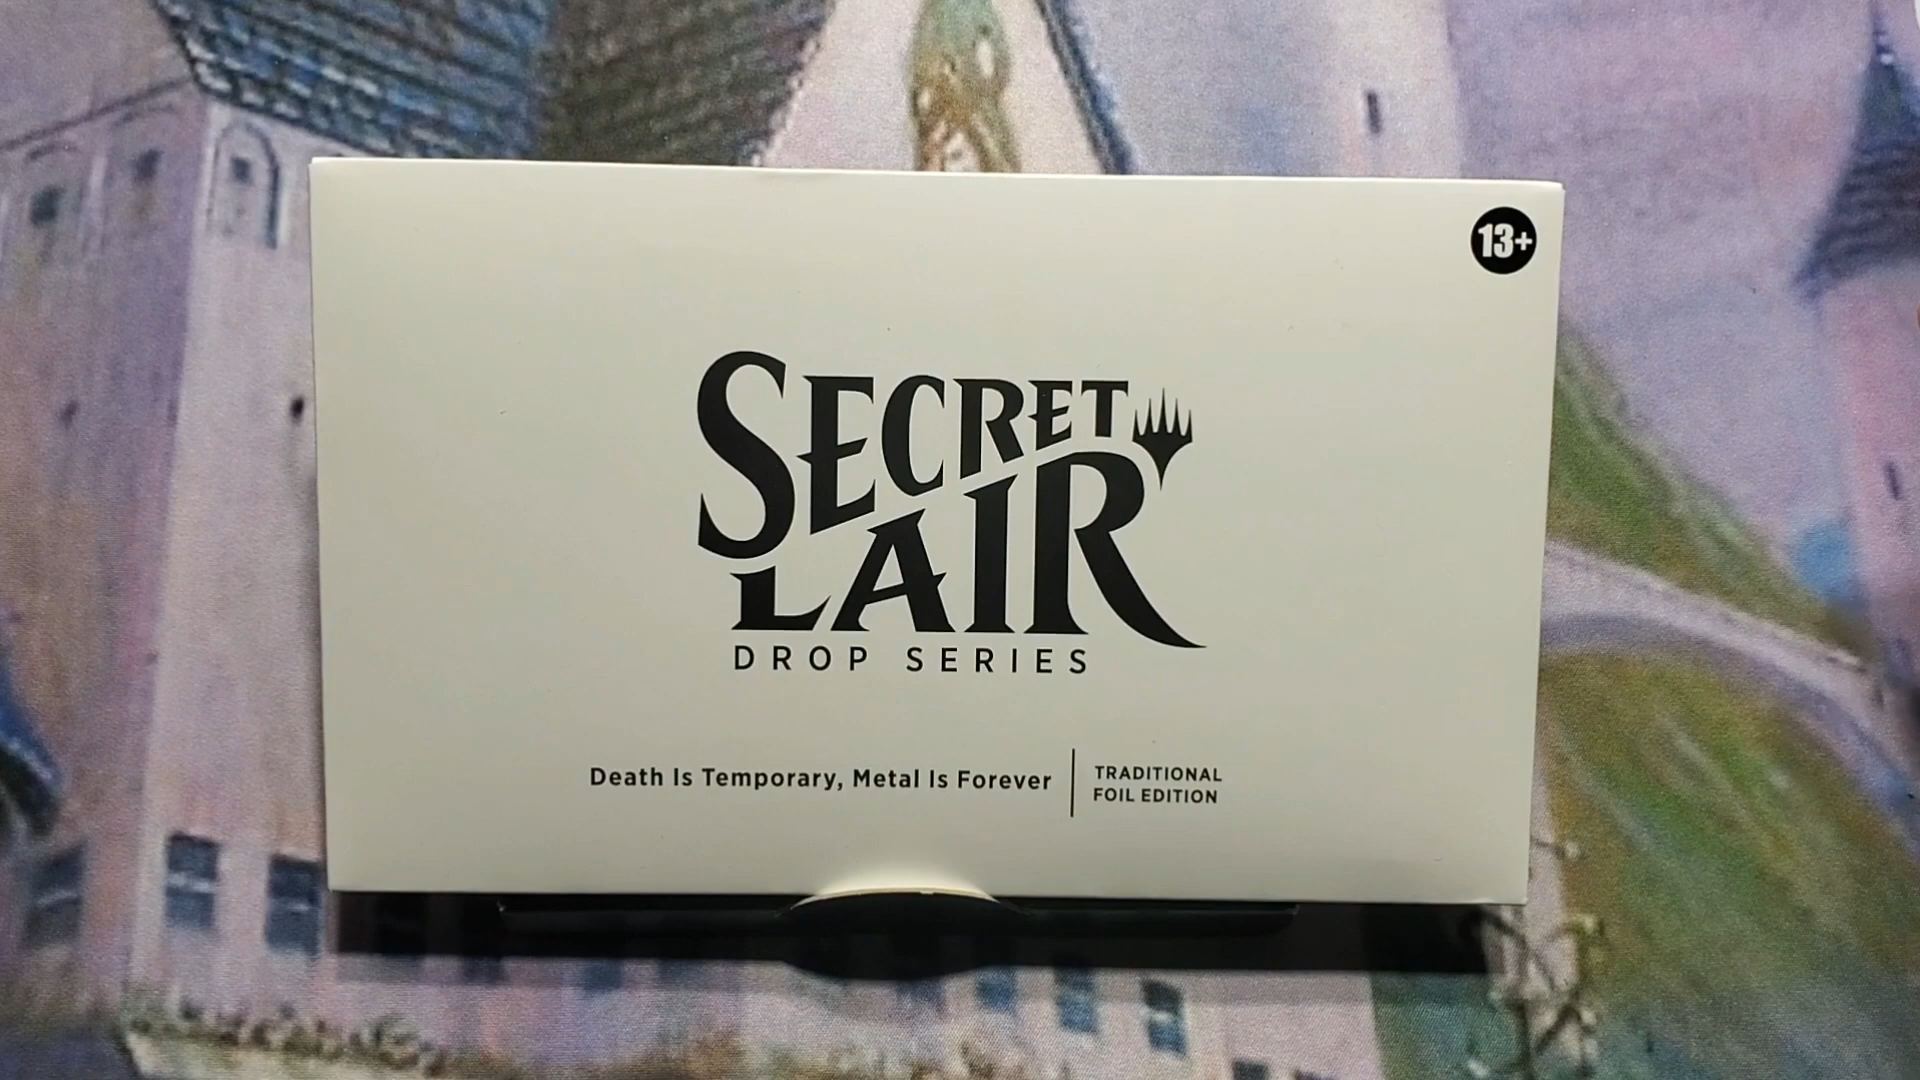 13+
SECRET
LAIR
DROP SERIES
Death Is Temporary, Metal Is Forever
TRADITIONAL
FOIL EDITION